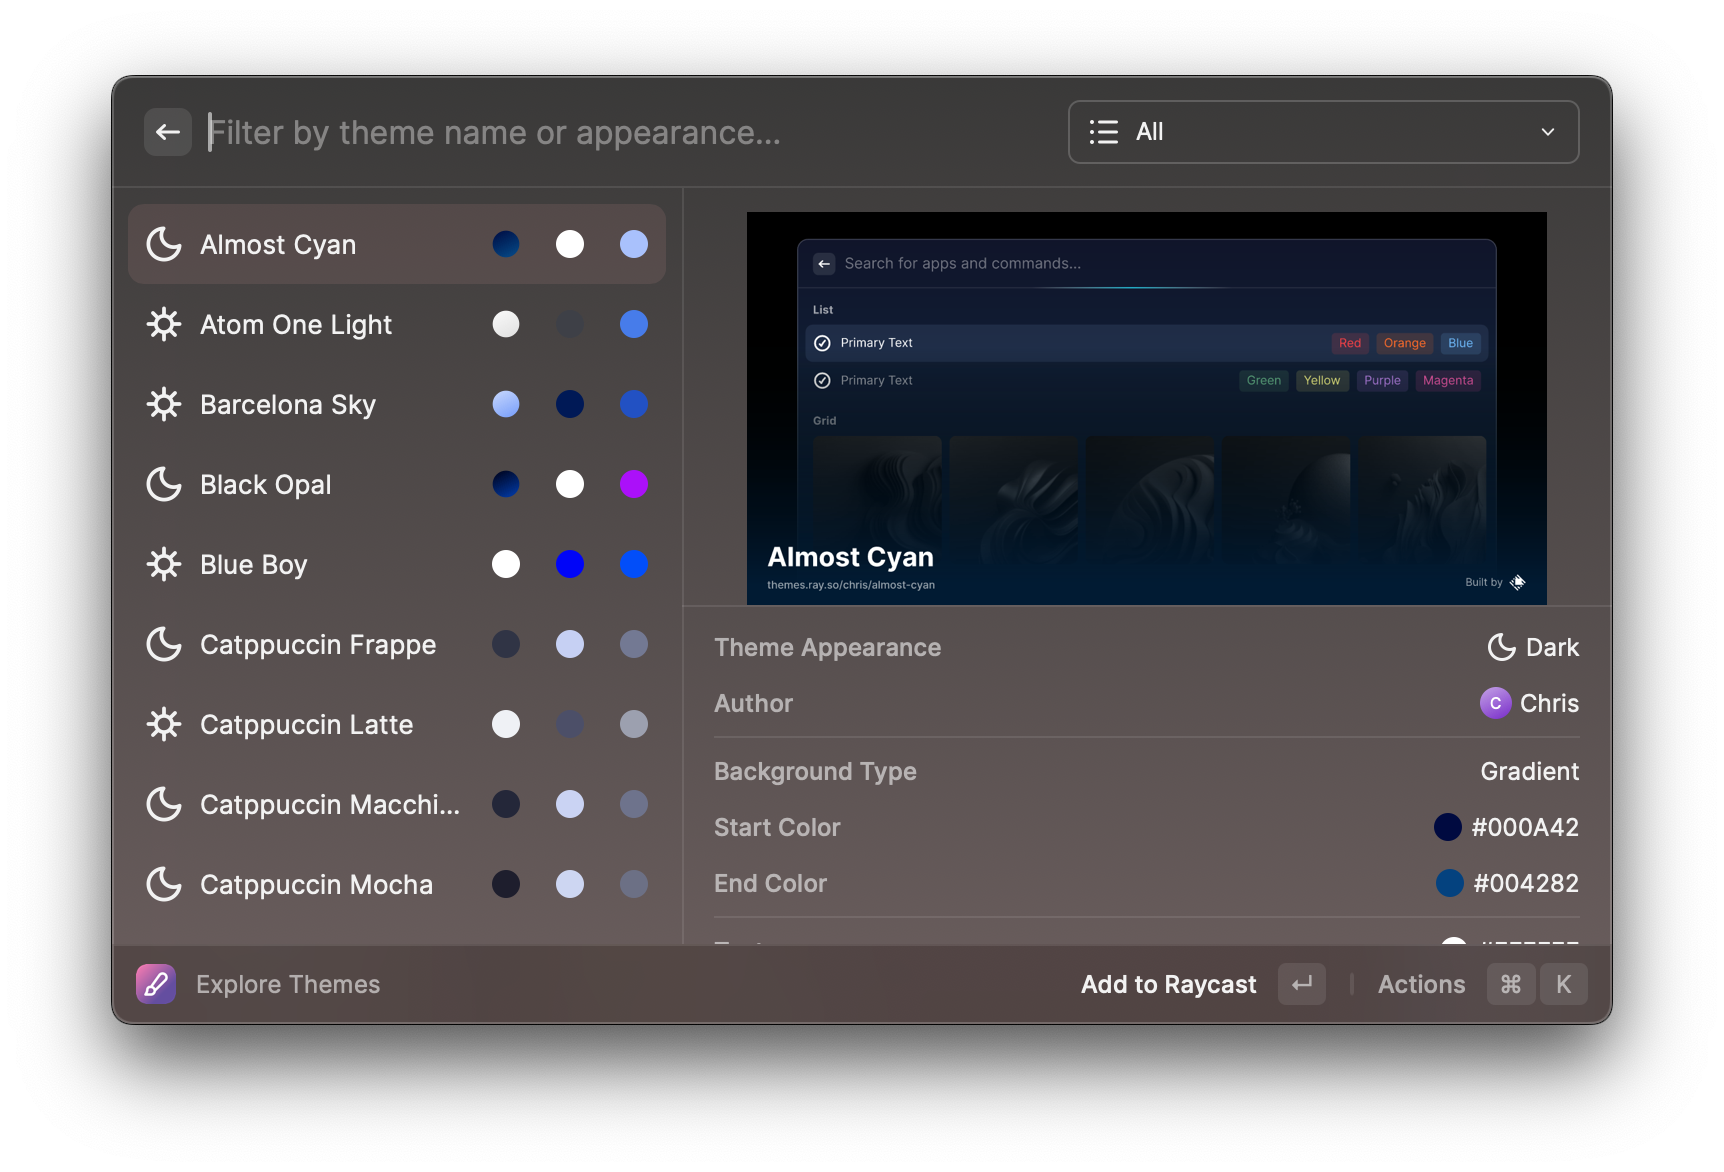 Filter by theme name or appearance...
All
Almost Cyan
Atom One Light
Barcelona Sky
Black Opal
Blue Boy
Catppuccin Frappe
Catppuccin Latte
Catppuccin Macchi...
Catppuccin Mocha
Search for apps and commands...
List
Primary Text Red Orange Blue
Primary Text Green Yellow Purple Magenta
Grid
Almost Cyan
themes.ray.so/chris/almost-cyan
Built by
Theme Appearance Dark
Author C Chris
Background Type Gradient
Start Color #000A42
End Color #004282
Explore Themes
Add to Raycast
Actions ⌘ K